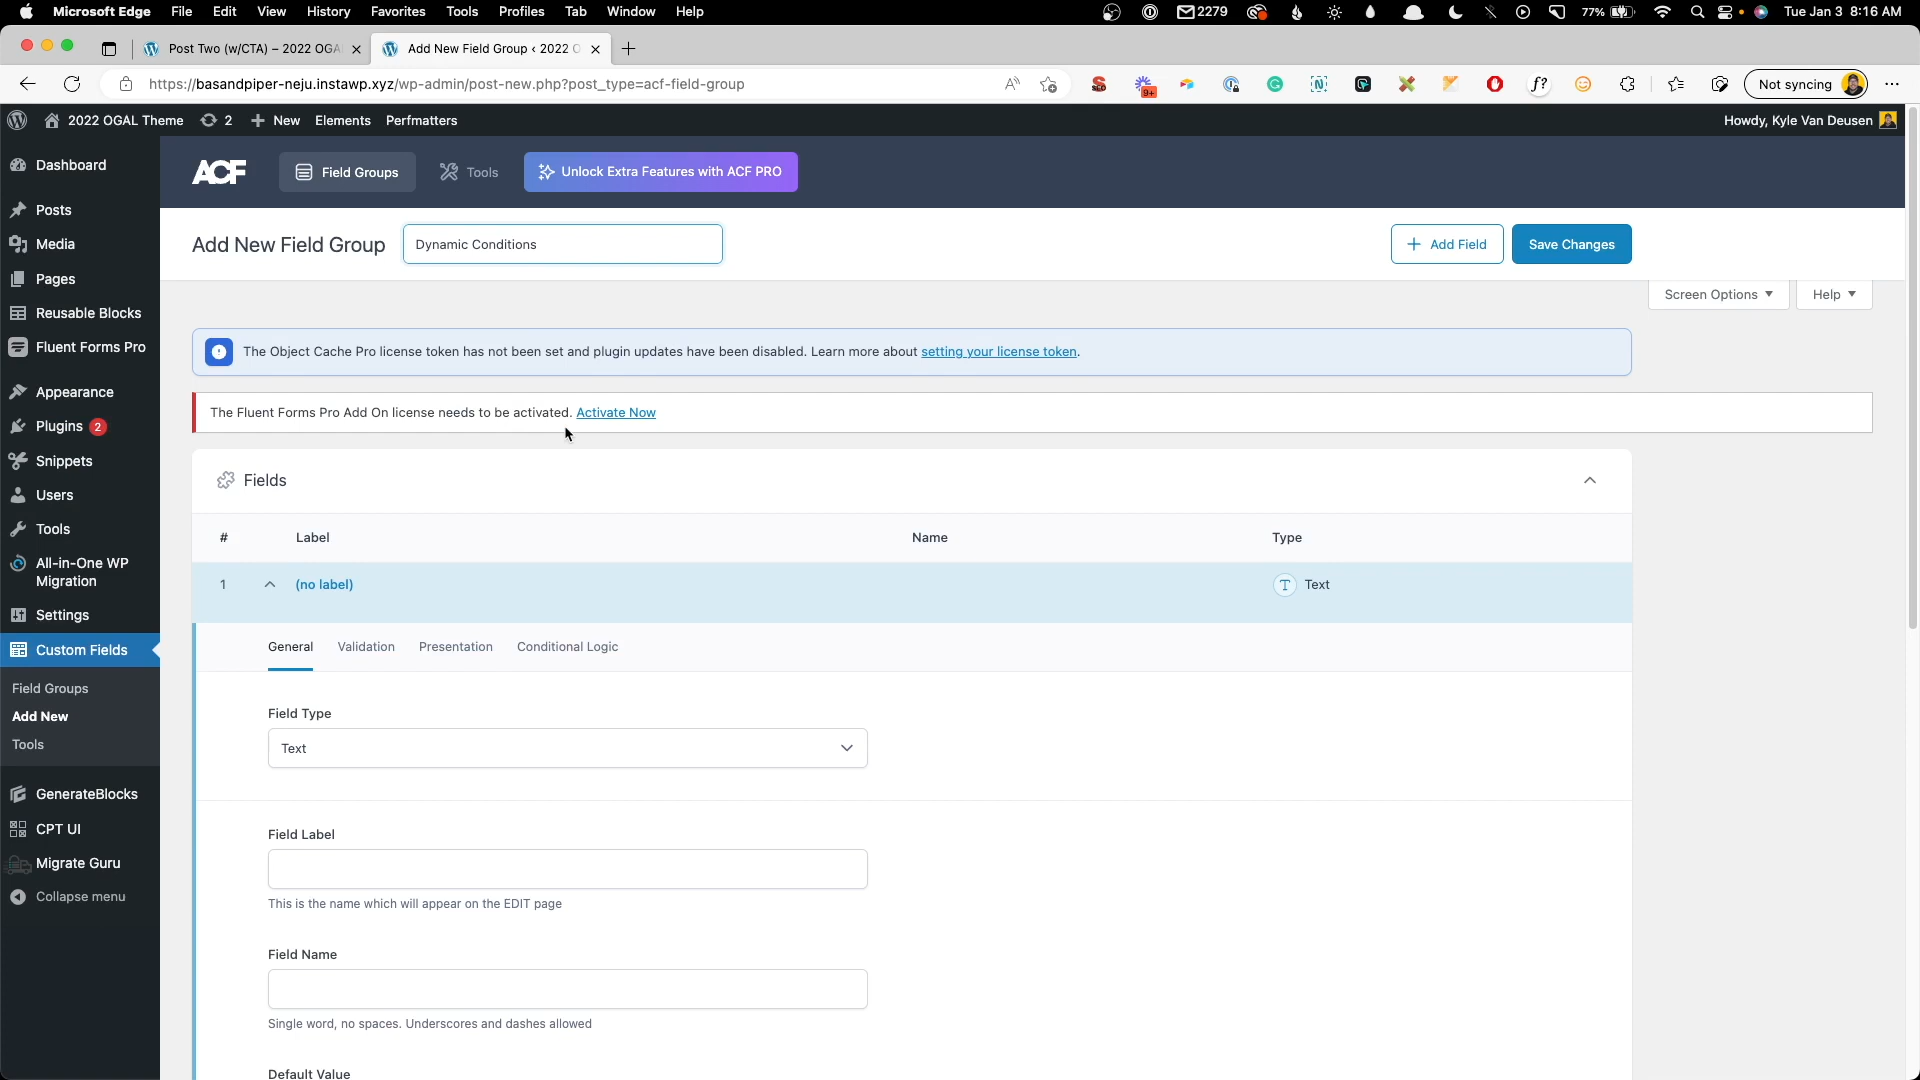 Microsoft Edge File Edit View History Favorites Tools Profiles Tab Window Help 2279 77% Tue Jan 3 8:16 AM
Post Two (w/CTA) – 2022 OGA Add New Field Group ‹ 2022 O
https://basandpiper-neju.instawp.xyz/wp-admin/post-new.php?post_type=acf-field-group 9+ f? Not syncing
2022 OGAL Theme 2 New Elements Perfmatters Howdy, Kyle Van Deusen
Dashboard
Posts
Media
Pages
Reusable Blocks
Fluent Forms Pro
Appearance
Plugins 2
Snippets
Users
Tools
All-in-One WP
Migration
Settings
Custom Fields
Field Groups
Add New
Tools
GenerateBlocks
CPT UI
Migrate Guru
Collapse menu
ACF Field Groups Tools Unlock Extra Features with ACF PRO
Add New Field Group Dynamic Conditions + Add Field Save Changes
Screen Options Help
The Object Cache Pro license token has not been set and plugin updates have been disabled. Learn more about setting your license token.
The Fluent Forms Pro Add On license needs to be activated. Activate Now
Fields
# Label Name Type
1 (no label) T Text
General Validation Presentation Conditional Logic
Field Type
Text
Field Label
This is the name which will appear on the EDIT page
Field Name
Single word, no spaces. Underscores and dashes allowed
Default Value